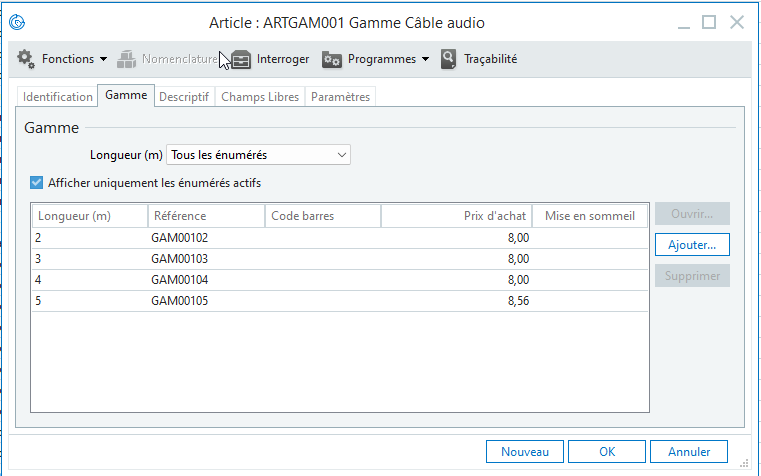 Article : ARTGAM001 Gamme Câble audio
Fonctions Nomenclature Interroger Programmes Traçabilité
Identification Gamme Descriptif Champs Libres Paramètres
Gamme
Longueur (m) Tous les énumérés
Afficher uniquement les énumérés actifs
Longueur (m) Référence Code barres Prix d'achat Mise en sommeil Ouvrir...
2 GAM00102 8,00
3 GAM00103 8,00 Ajouter...
4 GAM00104 8,00 Supprimer
5 GAM00105 8,56
Nouveau OK Annuler